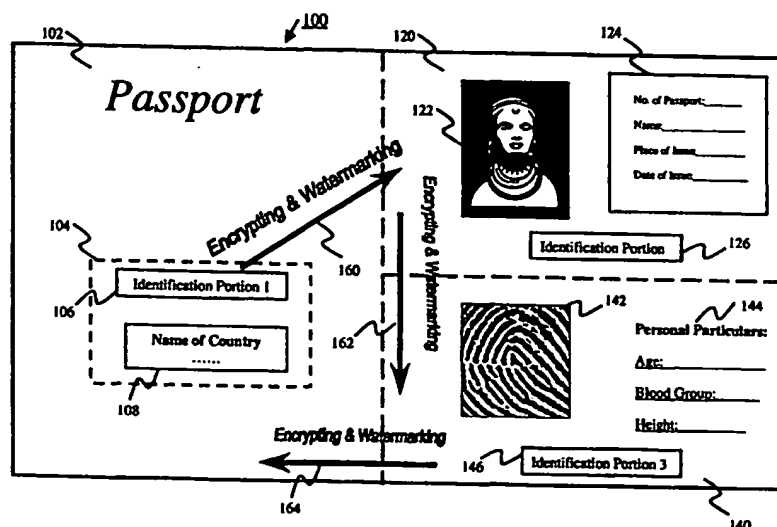 100
102
120
124
Passport
122
No. of Passport:
Name:
Place of Issue:
Date of Issue:
Encrypting & Watermarking
160
Encrypting & Watermarking
162
Identification Portion
126
104
106
Identification Portion 1
Name of Country
......
108
142
144
Personal Particulars:
Age:
Blood Group:
Height:
Encrypting & Watermarking
164
146
Identification Portion 3
140